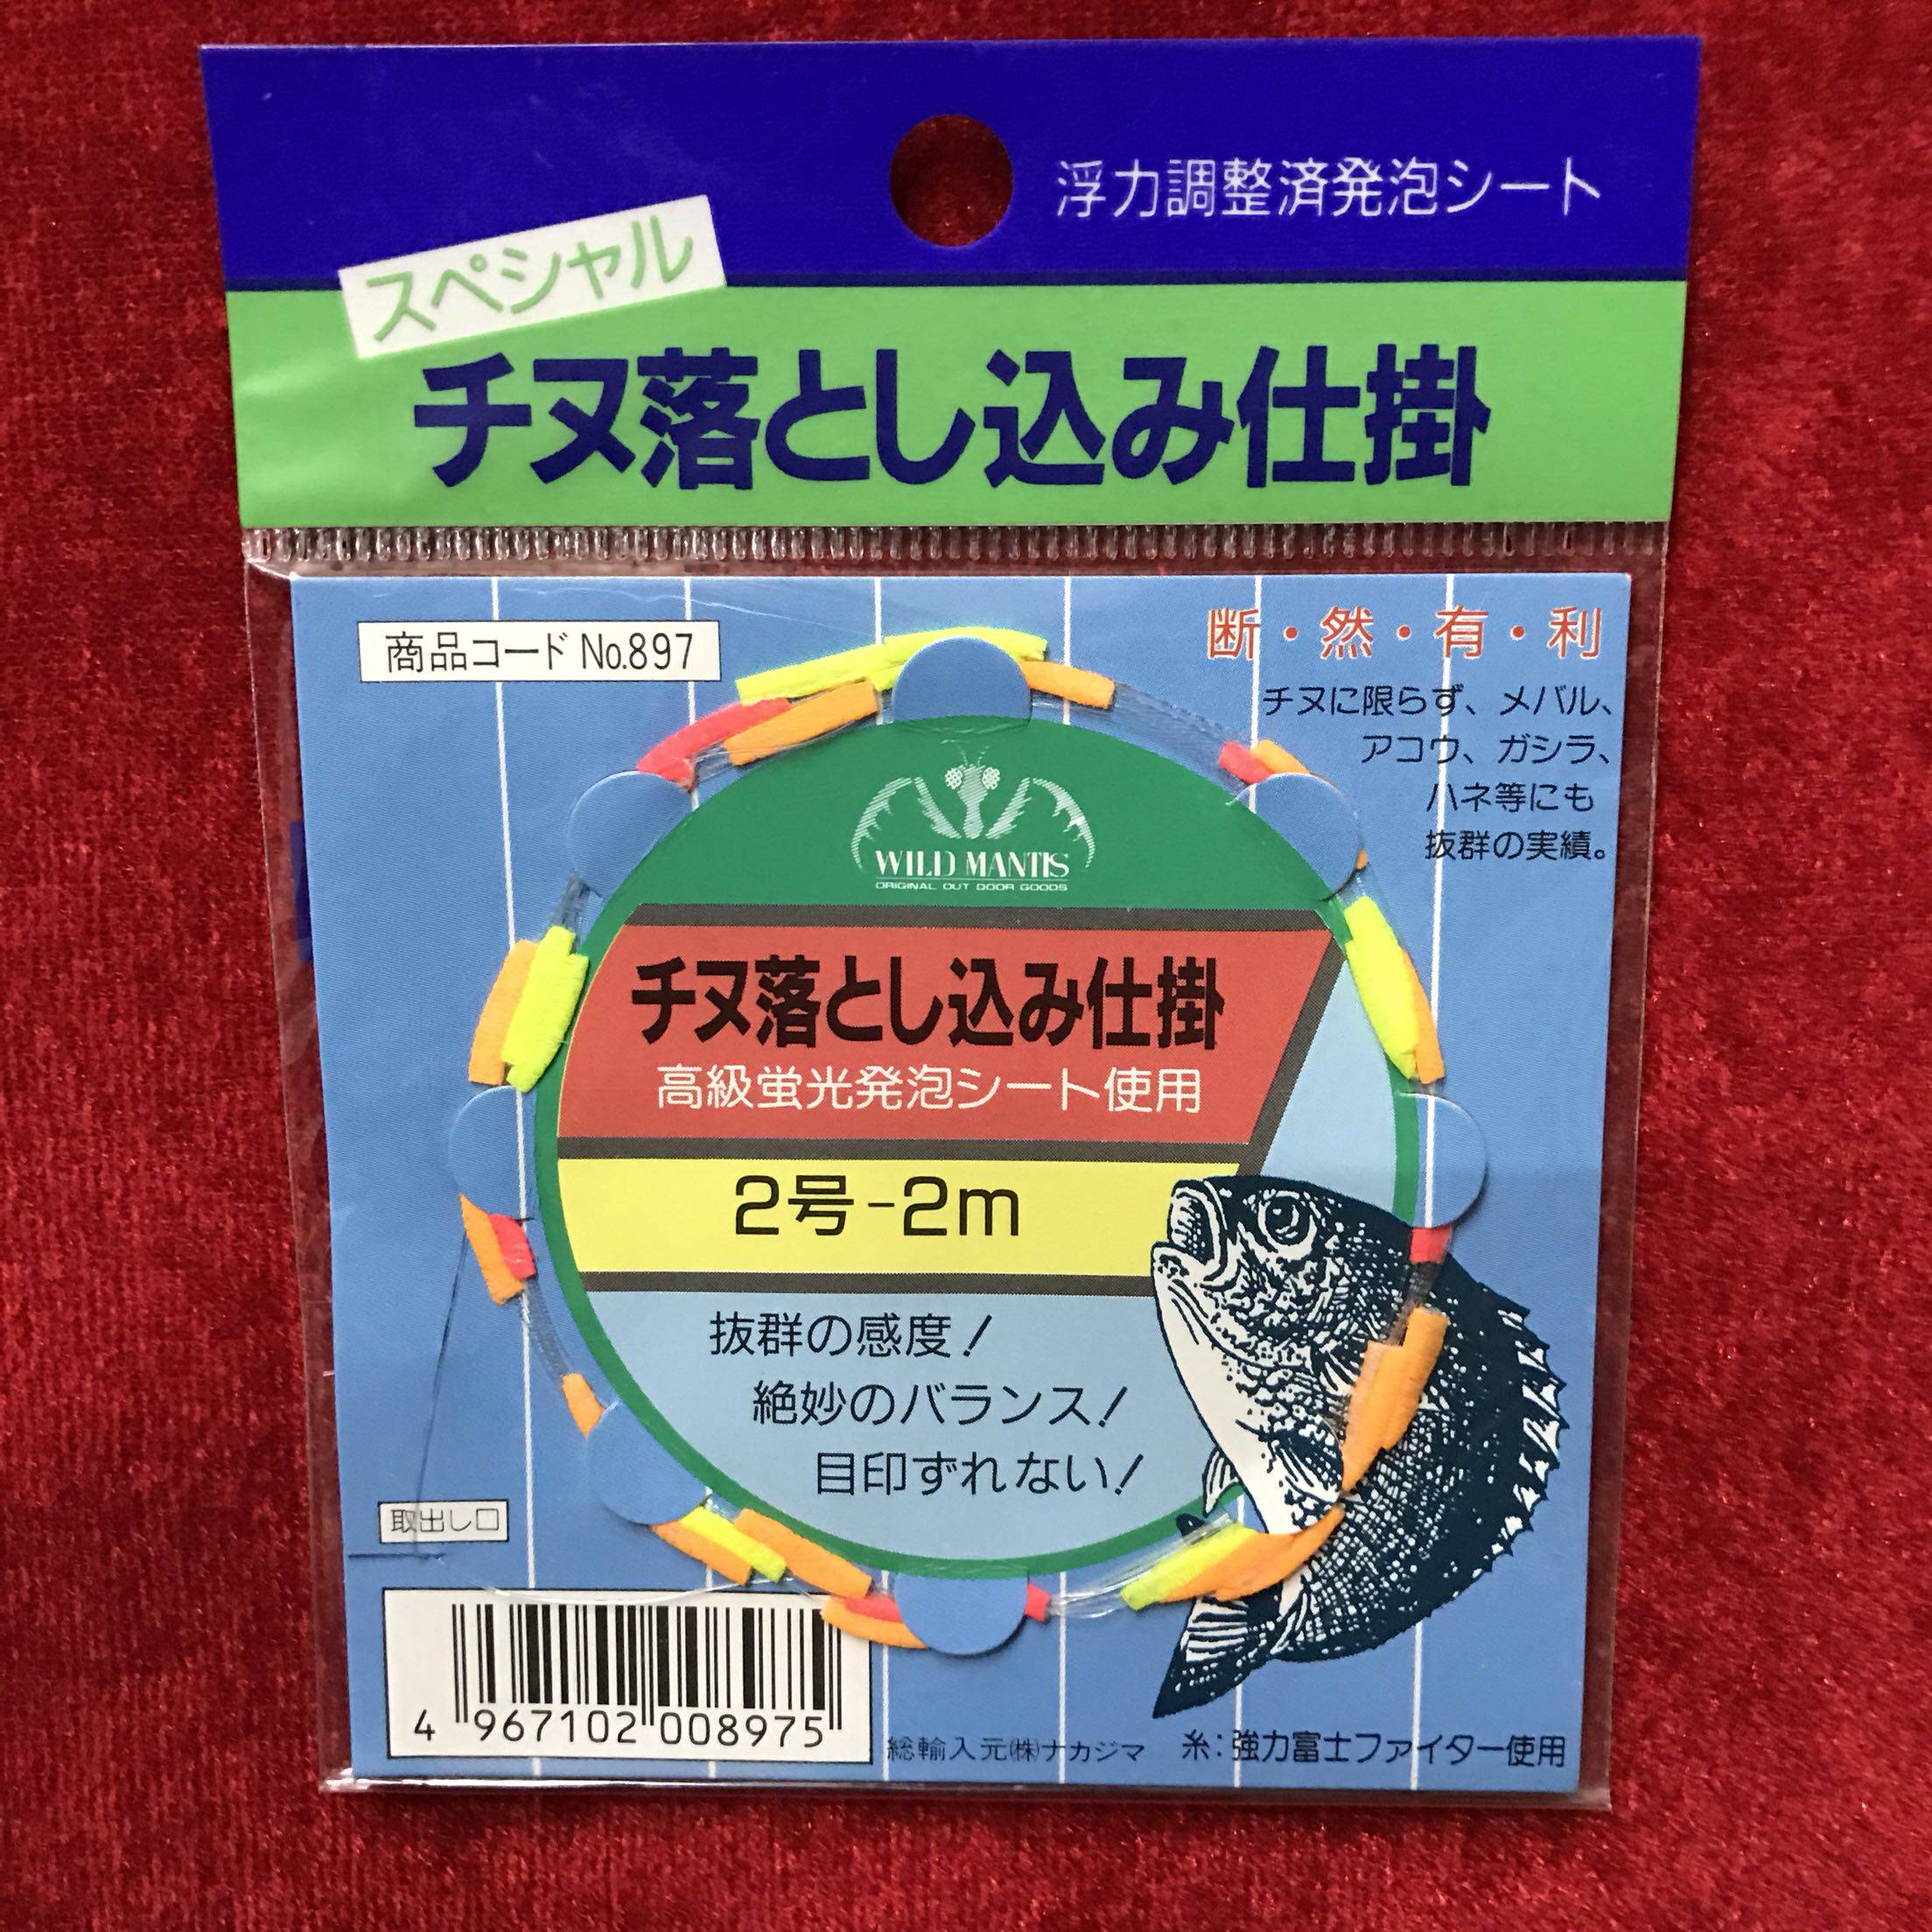 浮力調整済発泡シート
スペシャル
チヌ落とし込み仕掛
商品コード No.897
断・然・有・利
チヌに限らず、メバル、
アコウ、ガシラ、
ハネ等にも
抜群の実績。
WILD MANTIS
ORIGINAL OUT DOOR GOODS
チヌ落とし込み仕掛
高級蛍光発泡シート使用
2号-2m
抜群の感度!
絶妙のバランス!
目印ずれない!
取出し口
4 967102 008975
総輸入元(株)ナカジマ
糸:強力富士ファイター使用